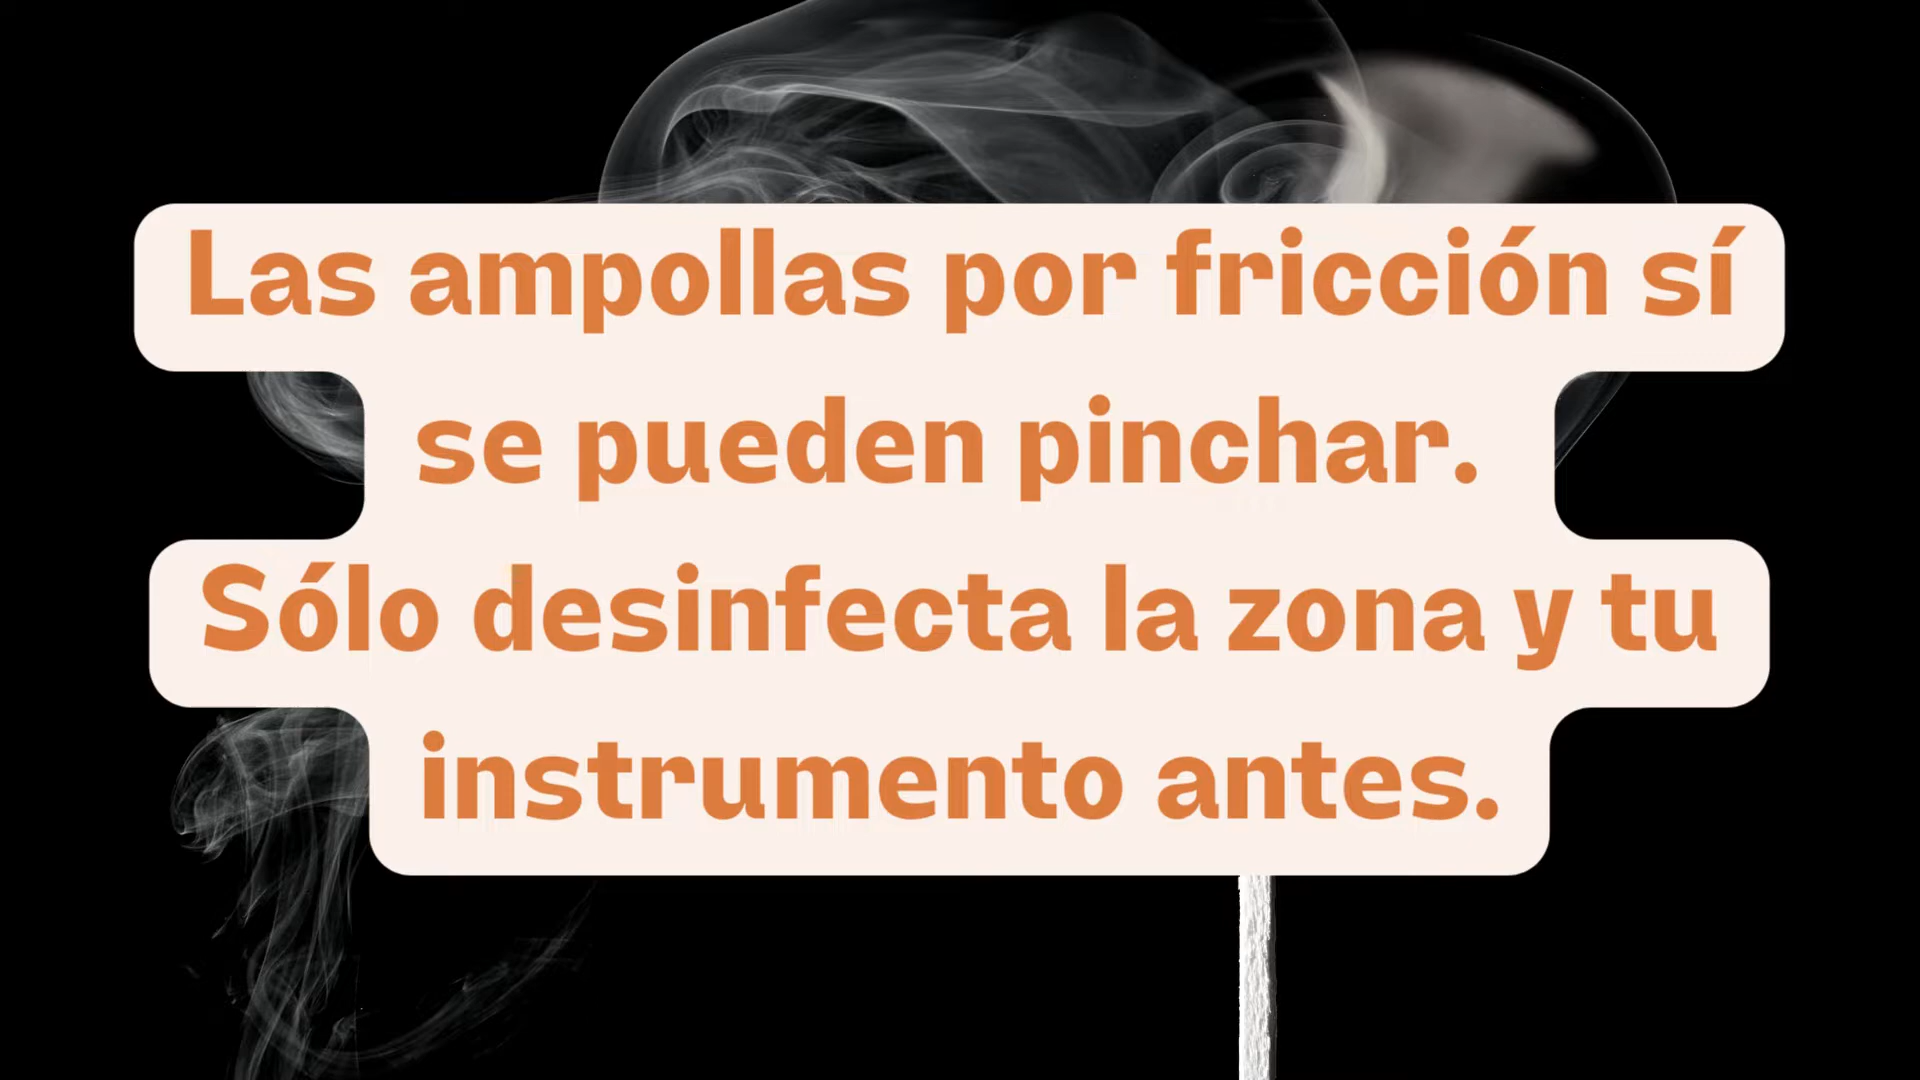 Las ampollas por fricción sí
se pueden pinchar.
Sólo desinfecta la zona y tu
instrumento antes.